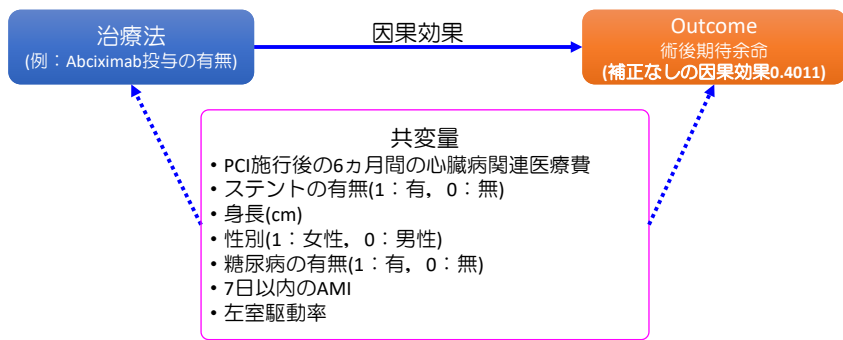 治療法
(例：Abciximab投与の有無)
因果効果
Outcome
術後期待余命
(補正なしの因果効果0.4011)
共変量
• PCI施行後の6ヵ月間の心臓病関連医療費
• ステントの有無(1：有，0：無)
• 身長(cm)
• 性別(1：女性，0：男性)
• 糖尿病の有無(1：有，0：無)
• 7日以内のAMI
• 左室駆動率